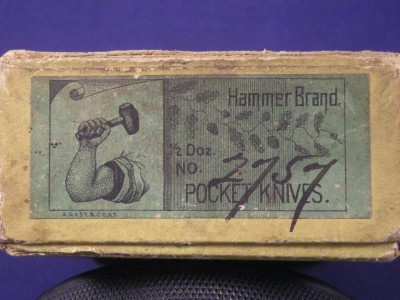 Hammer Brand.
½ Doz.
NO. 2757
POCKET KNIVES.